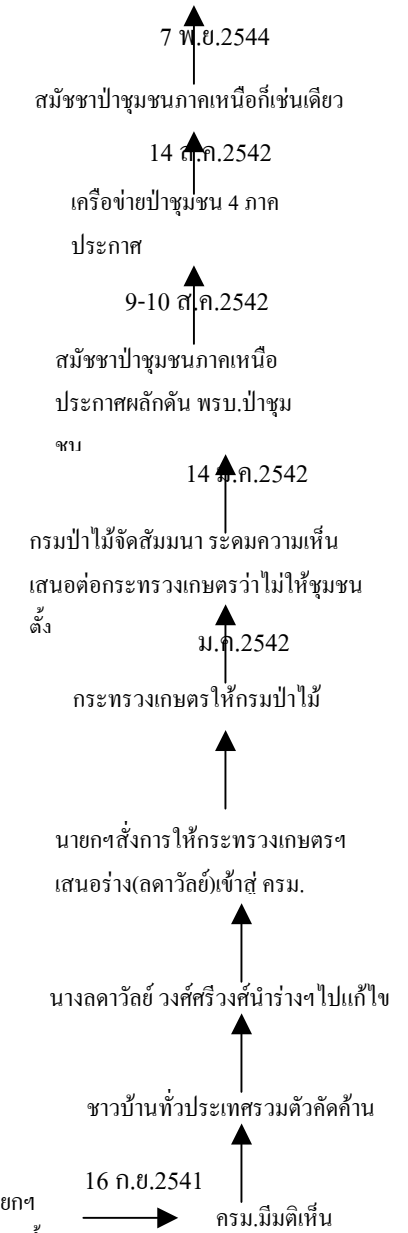 7 พ.ย.2544
สมัชชาป่าชุมชนภาคเหนือก็เช่นเดียว
14 ส.ค.2542
เครือข่ายป่าชุมชน 4 ภาค
ประกาศ
9-10 ส.ค.2542
สมัชชาป่าชุมชนภาคเหนือ
ประกาศผลักดัน พรบ.ป่าชุม
ชน
14 ม.ค.2542
กรมป่าไม้จัดสัมมนา ระดมความเห็น
เสนอต่อกระทรวงเกษตรว่าไม่ให้ชุมชน
ตั้ง
ม.ค.2542
กระทรวงเกษตรให้กรมป่าไม้
นายกฯสั่งการให้กระทรวงเกษตรฯ
เสนอร่าง(ลดาวัลย์)เข้าสู่ ครม.
นางลดาวัลย์ วงศ์ศรีวงศ์นำร่างฯไปแก้ไข
ชาวบ้านทั่วประเทศรวมตัวคัดค้าน
16 ก.ย.2541
ยกฯ
ครม.มีมติเห็น